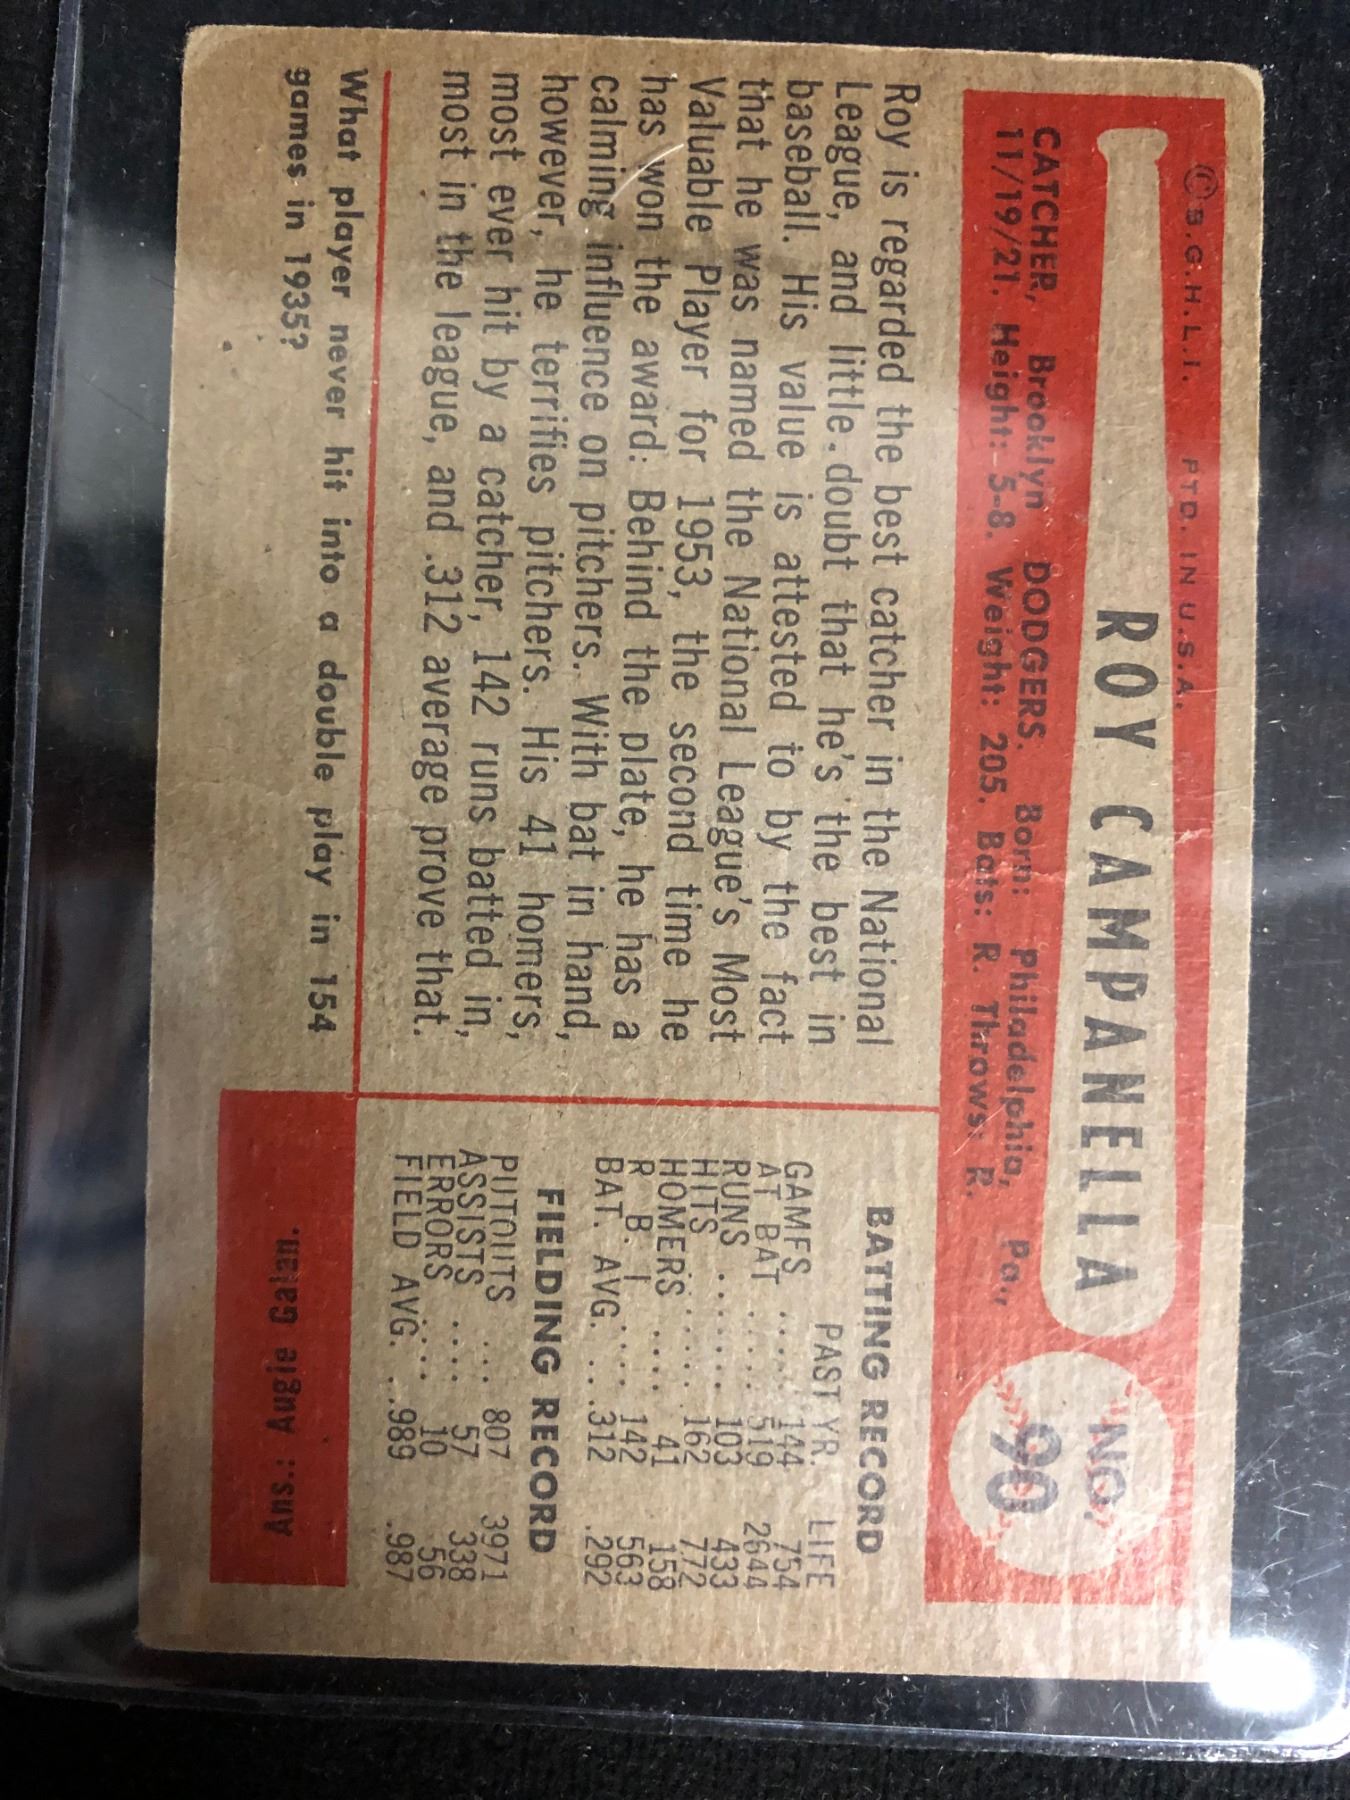 © B.G.H.L.I. PTD. IN U.S.A.
ROY CAMPANELLA
NO. 90
CATCHER, Brooklyn DODGERS. Born: Philadelphia, Pa.,
11/19/21. Height: 5-8. Weight: 205. Bats: R. Throws: R.
Roy is regarded the best catcher in the National
League, and little doubt that he's the best in
baseball. His value is attested to by the fact
that he was named the National League's Most
Valuable Player for 1953, the second time he
has won the award: Behind the plate, he has a
calming influence on pitchers. With bat in hand,
however, he terrifies pitchers. His 41 homers,
most ever hit by a catcher, 142 runs batted in,
most in the league, and .312 average prove that.
BATTING RECORD
PAST YR. LIFE
GAMES ..... 144 754
AT BAT ..... 519 2644
RUNS ....... 103 433
HITS ....... 162 772
HOMERS ..... 41 158
R B I ..... 142 563
BAT. AVG. ...312 .292
FIELDING RECORD
PUTOUTS ... 807 3971
ASSISTS .... 57 338
ERRORS .... 10 56
FIELD AVG. ...989 .987
What player never hit into a double play in 154
games in 1935?
Ans.: Augie Galan.